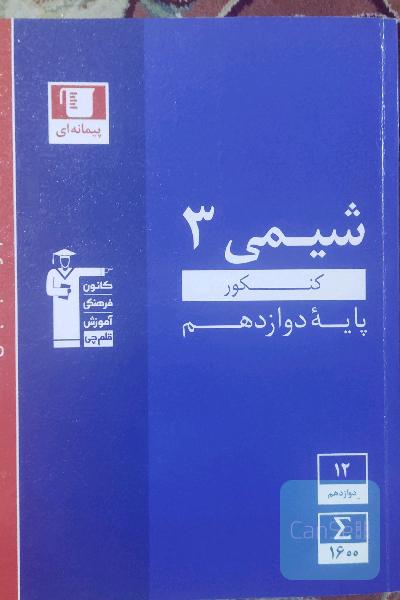 پیمانه‌ای
شیمی ۳
کنکور
پایهٔ دوازدهم
کانون
فرهنگی
آموزش
قلم‌چی
۱۲
دوازدهم
Σ
۱۶۰۰